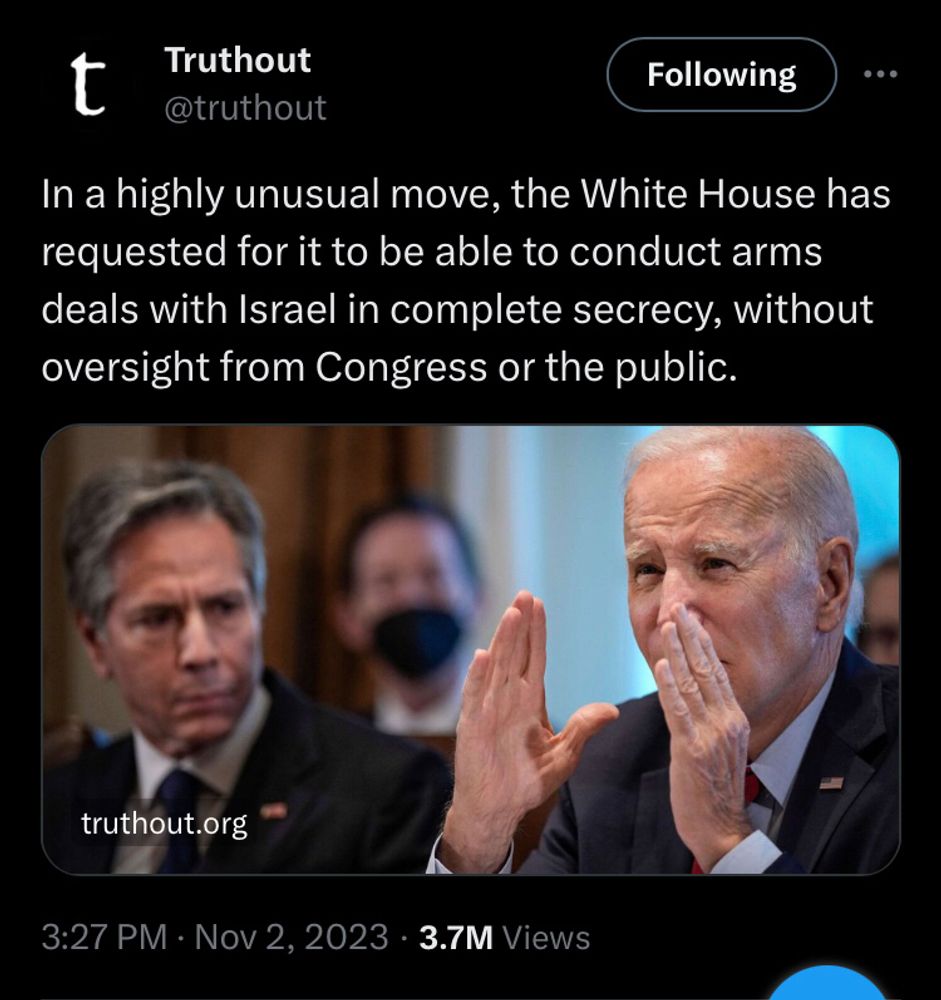 t
Truthout
@truthout
Following
In a highly unusual move, the White House has
requested for it to be able to conduct arms
deals with Israel in complete secrecy, without
oversight from Congress or the public.
truthout.org
3:27 PM · Nov 2, 2023 · 3.7M Views